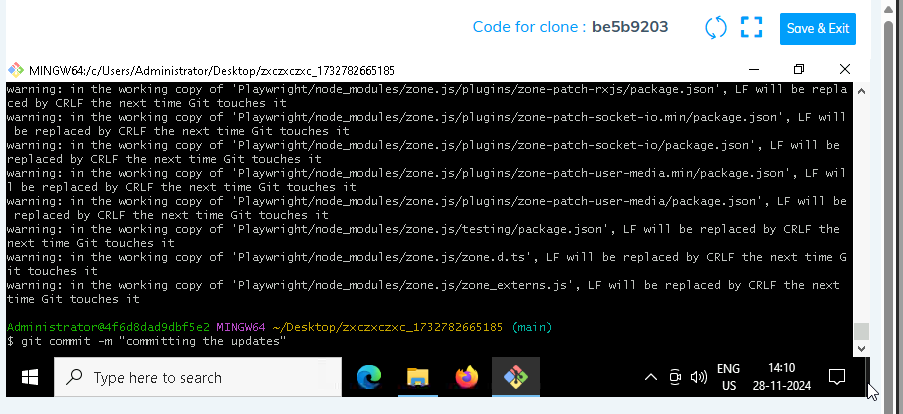 Code for clone : be5b9203
Save & Exit
MINGW64:/c/Users/Administrator/Desktop/zxczxczxc_1732782665185
warning: in the working copy of 'Playwright/node_modules/zone.js/plugins/zone-patch-rxjs/package.json', LF will be repla
ced by CRLF the next time Git touches it
warning: in the working copy of 'Playwright/node_modules/zone.js/plugins/zone-patch-socket-io.min/package.json', LF will
 be replaced by CRLF the next time Git touches it
warning: in the working copy of 'Playwright/node_modules/zone.js/plugins/zone-patch-socket-io/package.json', LF will be
replaced by CRLF the next time Git touches it
warning: in the working copy of 'Playwright/node_modules/zone.js/plugins/zone-patch-user-media.min/package.json', LF wil
l be replaced by CRLF the next time Git touches it
warning: in the working copy of 'Playwright/node_modules/zone.js/plugins/zone-patch-user-media/package.json', LF will be
 replaced by CRLF the next time Git touches it
warning: in the working copy of 'Playwright/node_modules/zone.js/testing/package.json', LF will be replaced by CRLF the
next time Git touches it
warning: in the working copy of 'Playwright/node_modules/zone.js/zone.d.ts', LF will be replaced by CRLF the next time G
it touches it
warning: in the working copy of 'Playwright/node_modules/zone.js/zone_externs.js', LF will be replaced by CRLF the next
time Git touches it
Administrator@4f6d8dad9dbf5e2 MINGW64 ~/Desktop/zxczxczxc_1732782665185 (main)
$ git commit -m "committing the updates"
Type here to search
ENG
US
14:10
28-11-2024